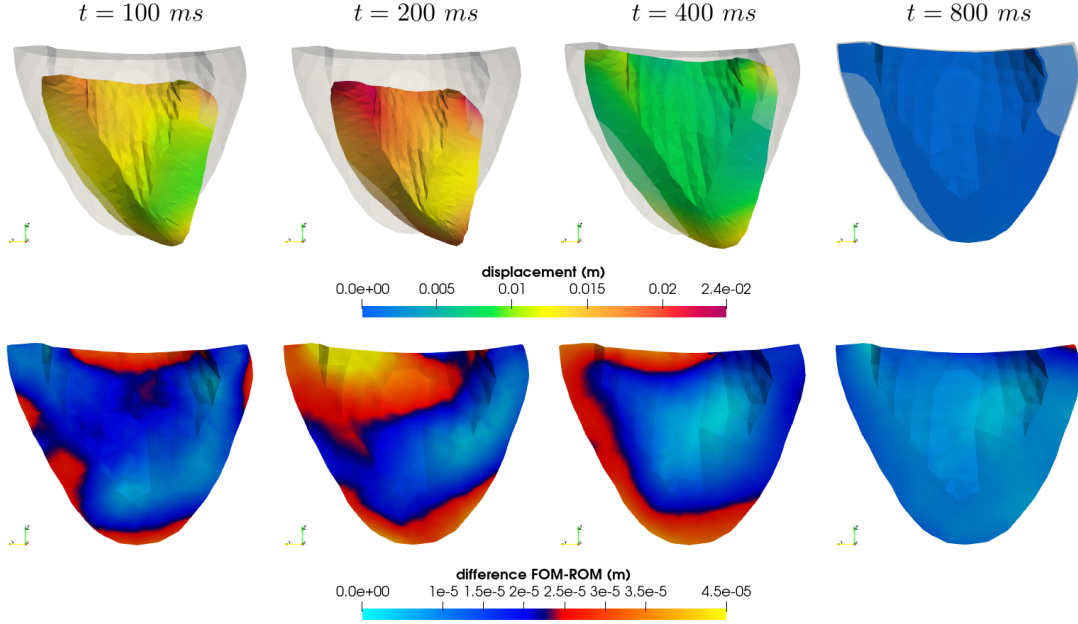 t = 100 ms
t = 200 ms
t = 400 ms
t = 800 ms
displacement (m)
0.0e+00 0.005 0.01 0.015 0.02 2.4e-02
difference FOM-ROM (m)
0.0e+00 1e-5 1.5e-5 2e-5 2.5e-5 3e-5 3.5e-5 4.5e-05